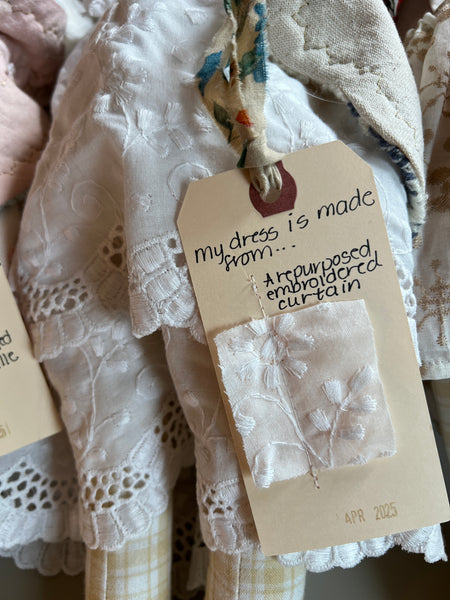 my dress is made
from...
A repurposed
embroidered
curtain
APR 2025